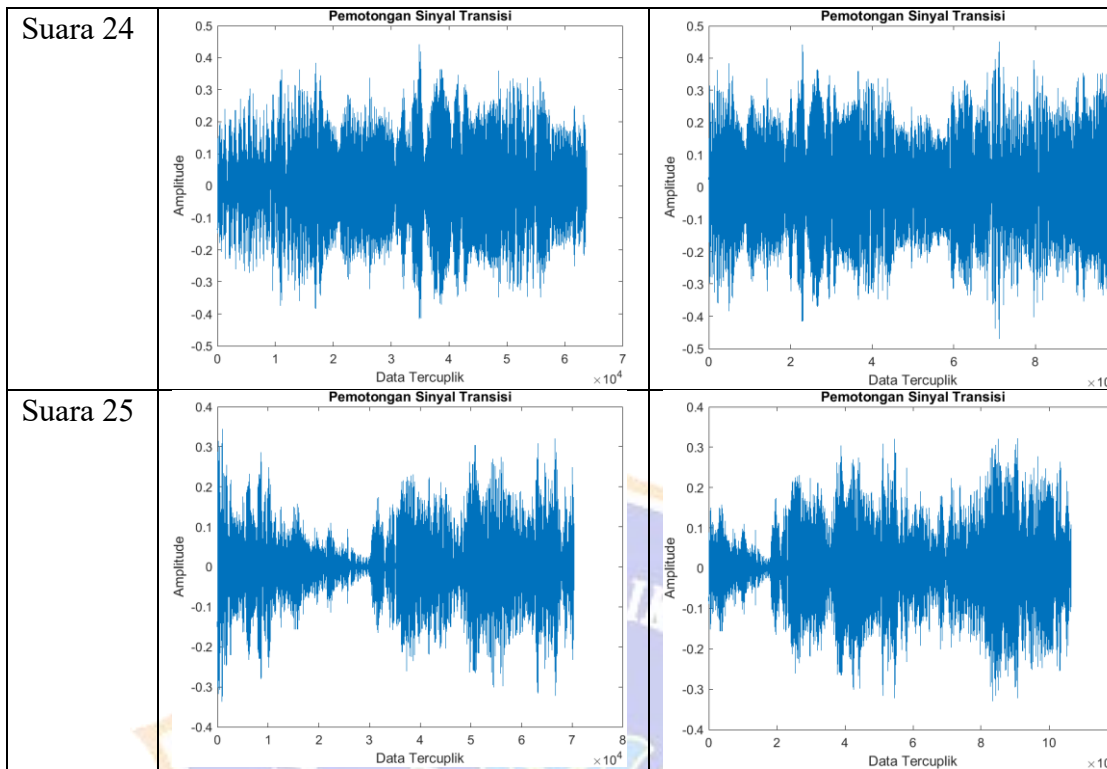 Suara 24
Pemotongan Sinyal Transisi
0.5
0.4
0.3
0.2
0.1
0
-0.1
-0.2
-0.3
-0.4
-0.5
Amplitude
0 1 2 3 4 5 6 7
Data Tercuplik
×10⁴
Pemotongan Sinyal Transisi
0.5
0.4
0.3
0.2
0.1
0
-0.1
-0.2
-0.3
-0.4
-0.5
Amplitude
0 2 4 6 8
Data Tercuplik
×10
Suara 25
Pemotongan Sinyal Transisi
0.4
0.3
0.2
0.1
0
-0.1
-0.2
-0.3
-0.4
Amplitude
0 1 2 3 4 5 6 7 8
Data Tercuplik
×10⁴
Pemotongan Sinyal Transisi
0.4
0.3
0.2
0.1
0
-0.1
-0.2
-0.3
-0.4
Amplitude
0 2 4 6 8 10
Data Tercuplik
×10